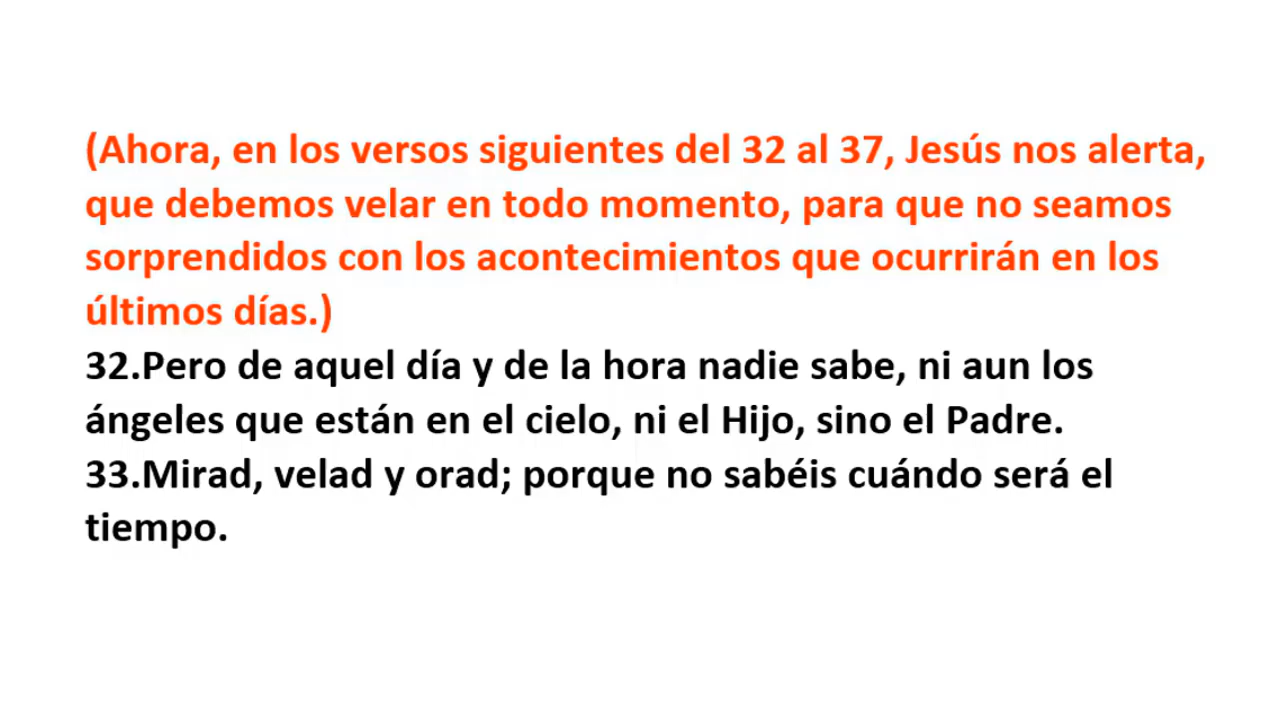 (Ahora, en los versos siguientes del 32 al 37, Jesús nos alerta,
que debemos velar en todo momento, para que no seamos
sorprendidos con los acontecimientos que ocurrirán en los
últimos días.)
32.Pero de aquel día y de la hora nadie sabe, ni aun los
ángeles que están en el cielo, ni el Hijo, sino el Padre.
33.Mirad, velad y orad; porque no sabéis cuándo será el
tiempo.